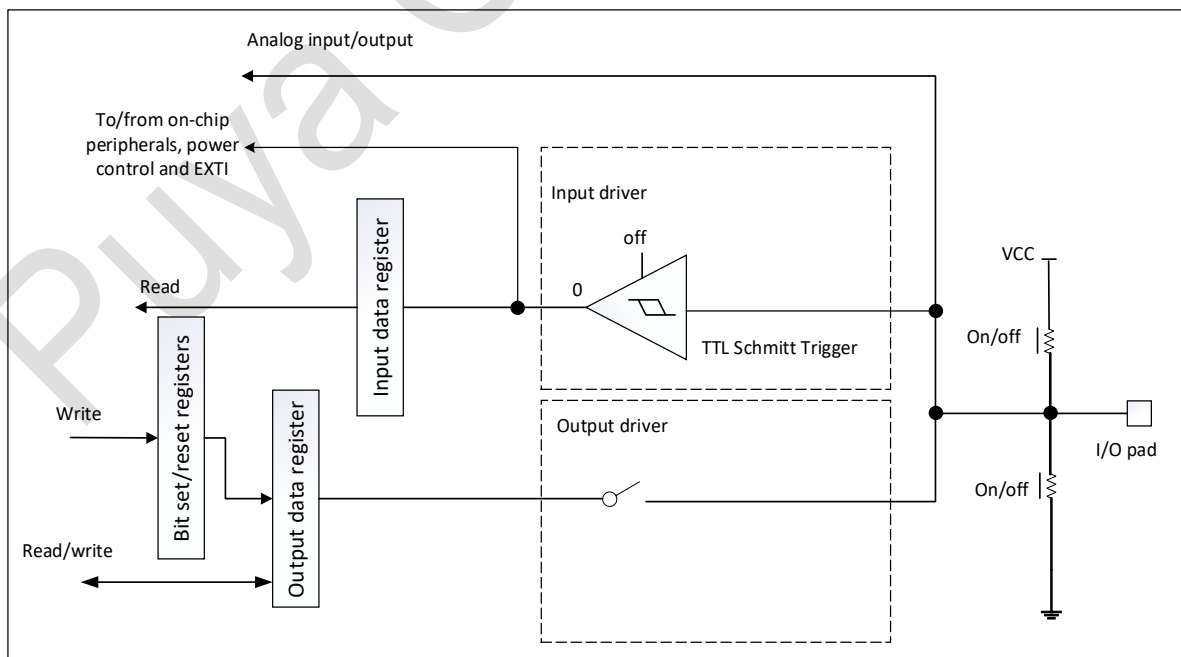 Puya
Analog input/output
To/from on-chip
peripherals, power
control and EXTI
Input driver
off
0
TTL Schmitt Trigger
Read
Input data register
VCC
On/off
Bit set/reset registers
Write
Output data register
Output driver
I/O pad
On/off
Read/write